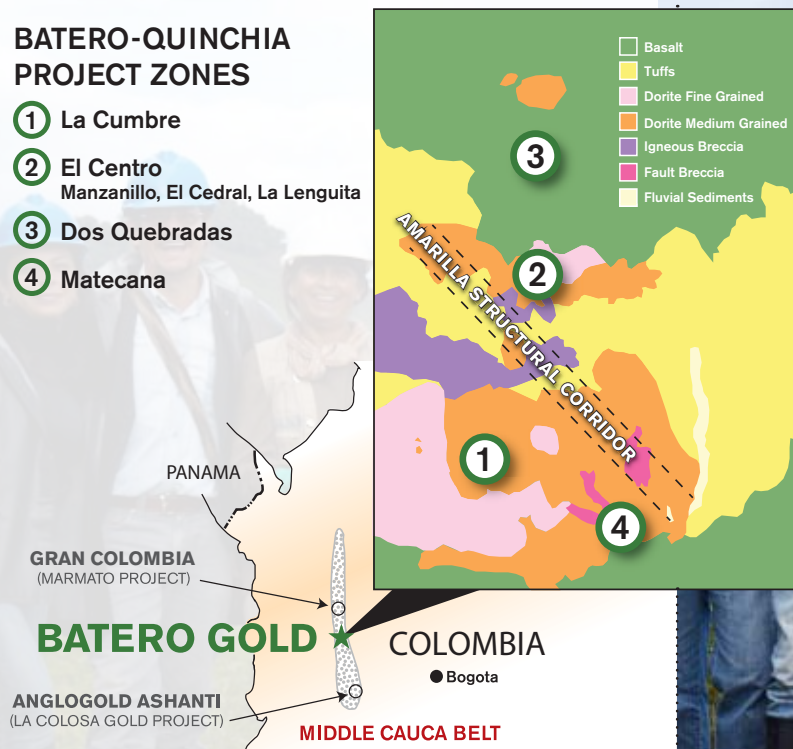 BATERO-QUINCHIA
PROJECT ZONES
1 La Cumbre
2 El Centro
Manzanillo, El Cedral, La Lenguita
3 Dos Quebradas
4 Matecana
Basalt
Tuffs
Dorite Fine Grained
Dorite Medium Grained
Igneous Breccia
Fault Breccia
Fluvial Sediments
3
2
AMARILLA STRUCTURAL CORRIDOR
1
4
PANAMA
GRAN COLOMBIA
(MARMATO PROJECT)
BATERO GOLD
COLOMBIA
Bogota
ANGLOGOLD ASHANTI
(LA COLOSA GOLD PROJECT)
MIDDLE CAUCA BELT